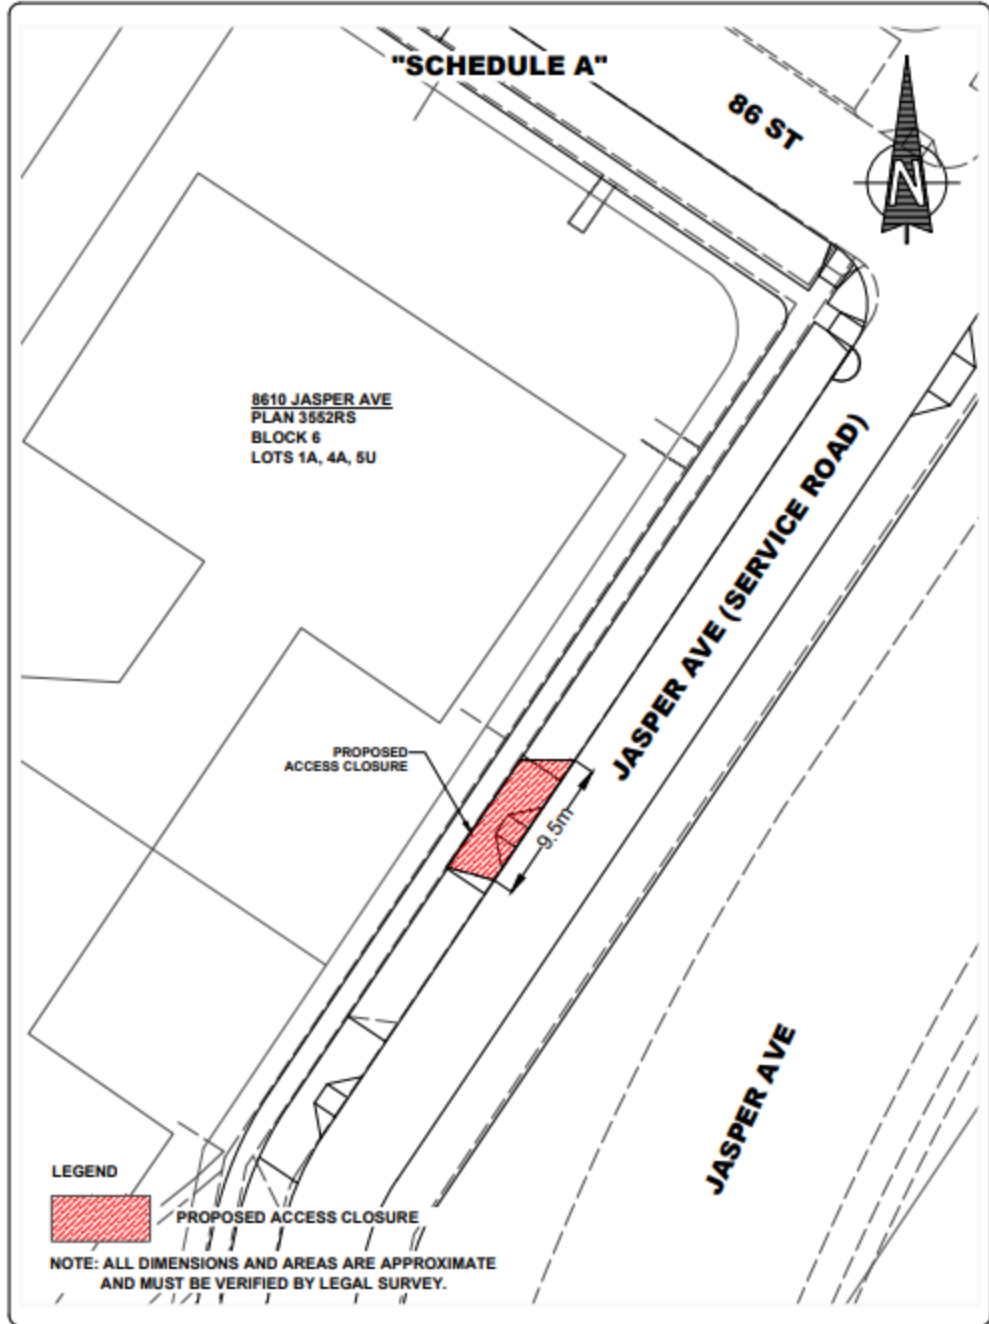 "SCHEDULE A"
86 ST
N
8610 JASPER AVE
PLAN 3552RS
BLOCK 6
LOTS 1A, 4A, 5U
JASPER AVE (SERVICE ROAD)
PROPOSED
ACCESS CLOSURE
9.5m
JASPER AVE
LEGEND
PROPOSED ACCESS CLOSURE
NOTE: ALL DIMENSIONS AND AREAS ARE APPROXIMATE
AND MUST BE VERIFIED BY LEGAL SURVEY.